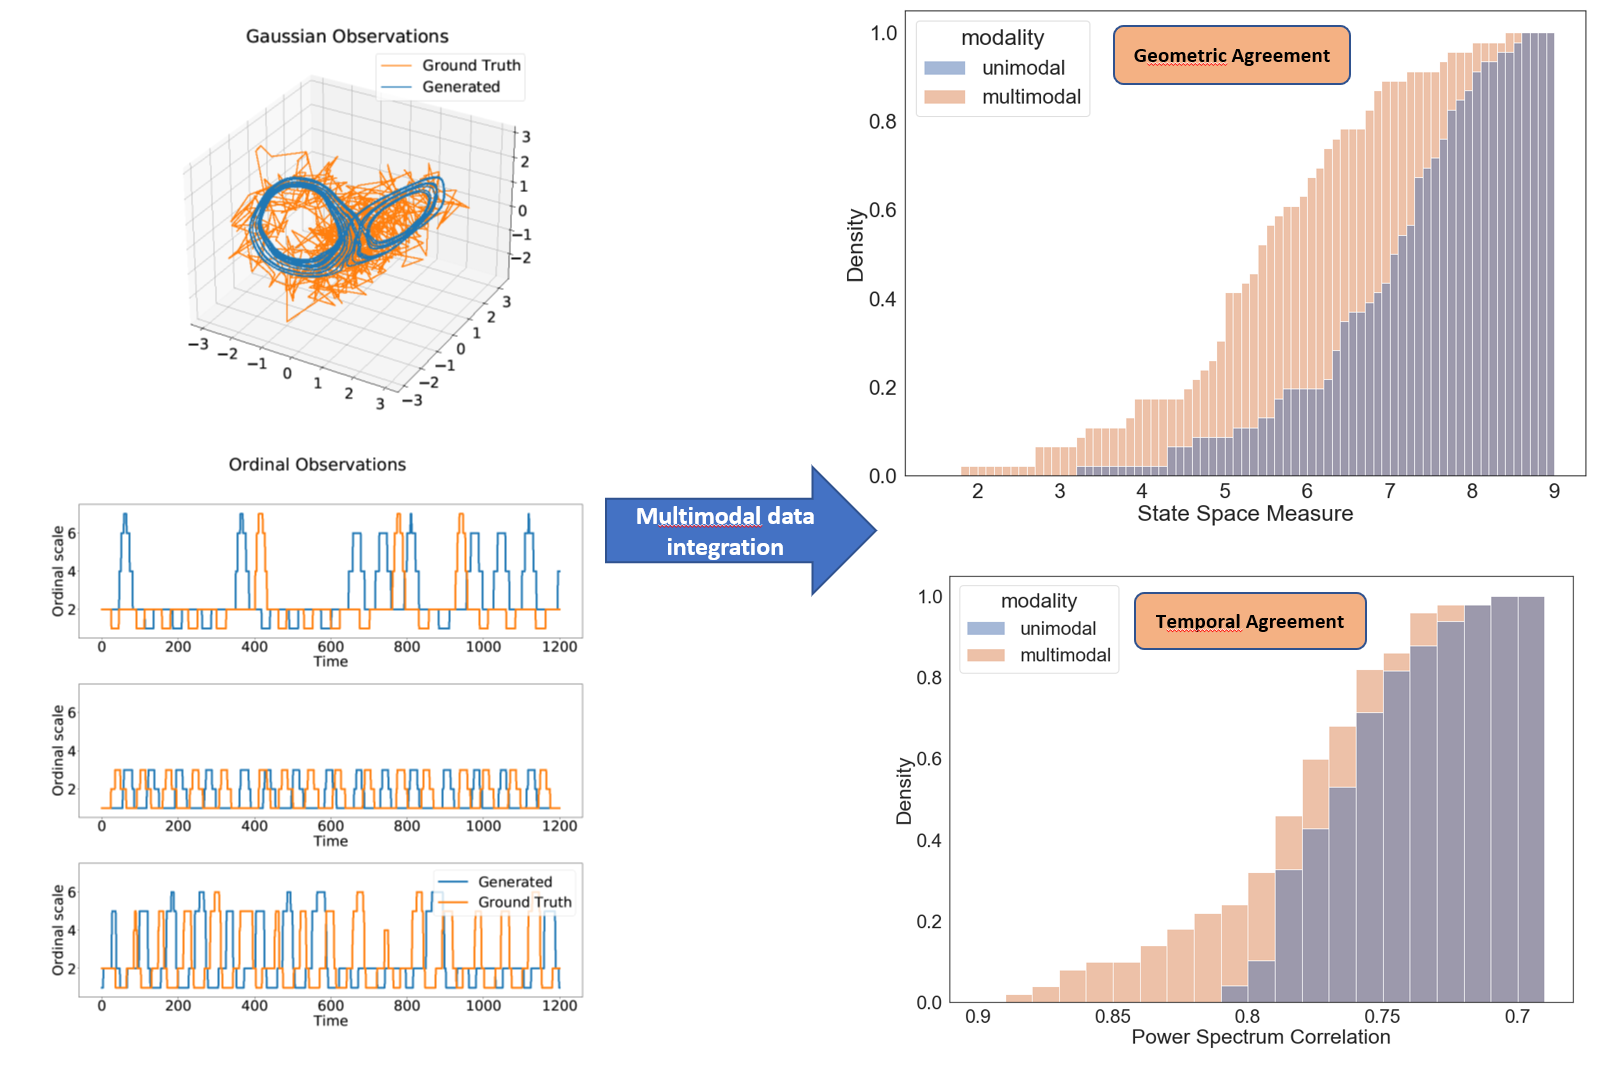 Gaussian Observations
Ground Truth
Generated
3
2
1
0
−1
−2
−3
−2
−1
0
1
2
3
−3
−2
−1
0
1
2
3
Ordinal Observations
Ordinal scale
6
4
2
0
200
400
600
800
1000
1200
Time
Ordinal scale
6
4
2
0
200
400
600
800
1000
1200
Time
Generated
Ground Truth
Ordinal scale
6
4
2
0
200
400
600
800
1000
1200
Time
Multimodal data
integration
modality
unimodal
multimodal
Geometric Agreement
Density
1.0
0.8
0.6
0.4
0.2
0.0
2
3
4
5
6
7
8
9
State Space Measure
modality
unimodal
multimodal
Temporal Agreement
Density
1.0
0.8
0.6
0.4
0.2
0.0
0.9
0.85
0.8
0.75
0.7
Power Spectrum Correlation